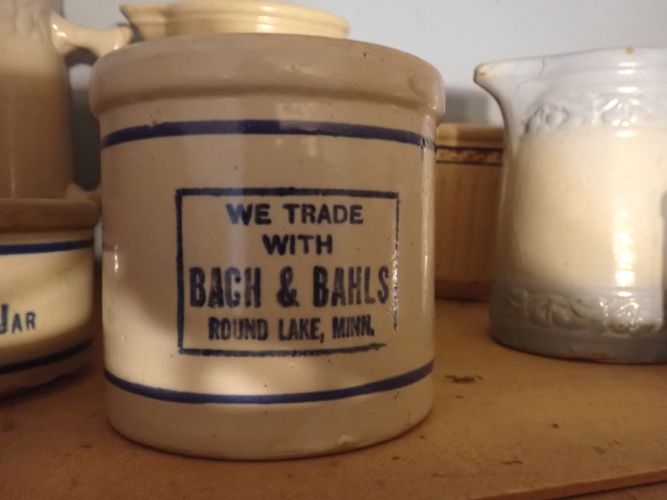 WE TRADE
WITH
BACH & BAHLS
ROUND LAKE, MINN.
JAR